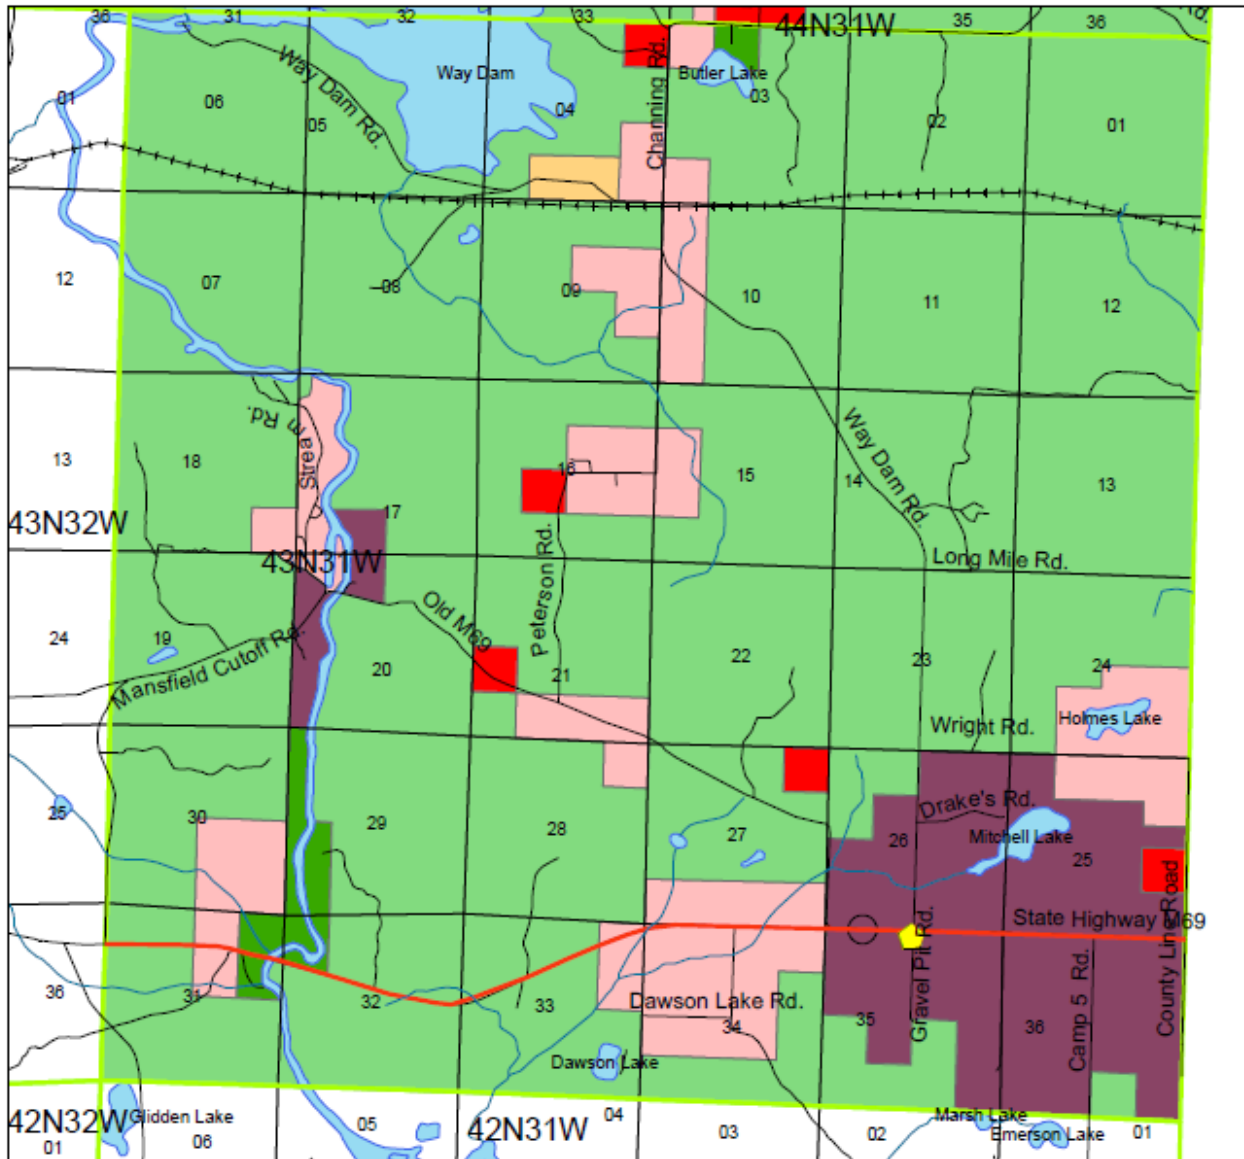 36
31
32
33
44N31W
35
36
Rd.
Way Dam Rd.
Way Dam
Channing Rd.
Butler Lake
01
06
05
04
03
02
01
12
07
08
09
10
11
12
Stream Rd.
Way Dam Rd.
13
18
17
16
15
14
13
43N32W
43N31W
Long Mile Rd.
Old M69
Peterson Rd.
24
19
Mansfield Cutoff Rd.
20
21
22
23
24
Holmes Lake
Wright Rd.
25
30
29
28
27
26
Drake's Rd.
Mitchell Lake
25
State Highway M69
County Line Road
Gravel Pit Rd.
Camp 5 Rd.
36
31
32
33
Dawson Lake Rd.
34
35
36
Dawson Lake
42N32W
Glidden Lake
01
06
05
42N31W
04
03
02
Marsh Lake
Emerson Lake
01